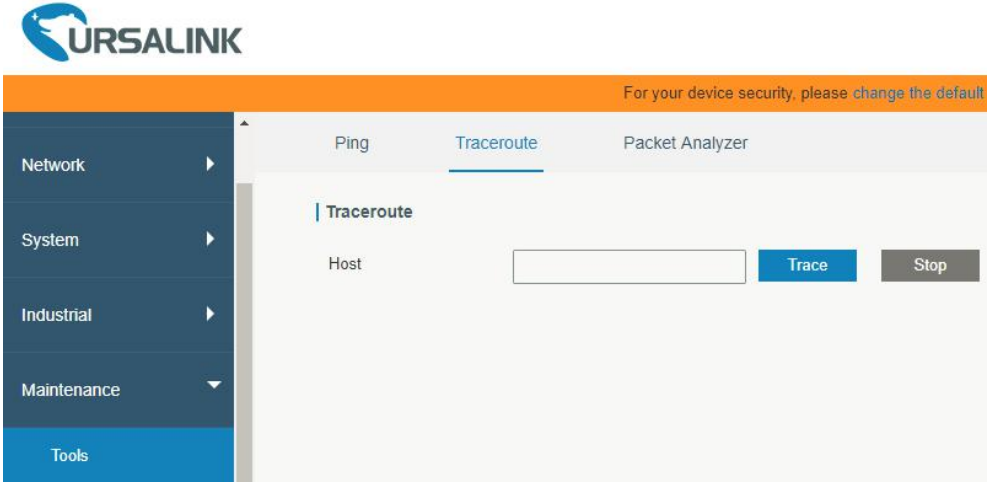 URSALINK
For your device security, please change the default
Ping Traceroute Packet Analyzer
Network
System
Industrial
Maintenance
Tools
Traceroute
Host Trace Stop